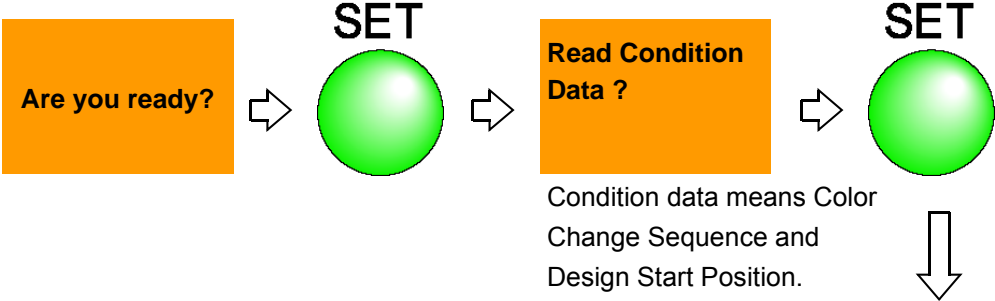 SET
SET
Are you ready?
Read Condition
Data ?
Condition data means Color
Change Sequence and
Design Start Position.